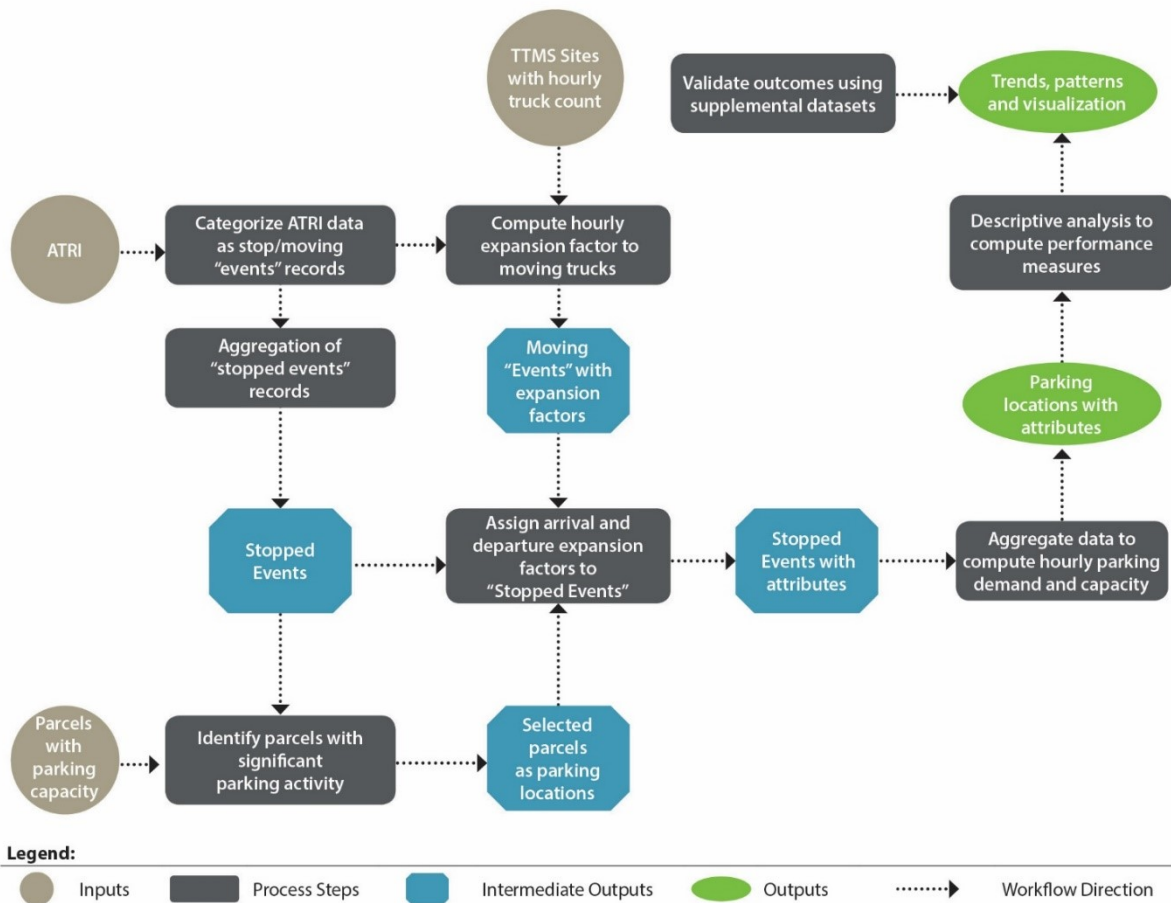 TTMS Sites
with hourly
truck count
Validate outcomes using
supplemental datasets
Trends, patterns
and visualization
ATRI
Categorize ATRI data
as stop/moving
“events” records
Compute hourly
expansion factor to
moving trucks
Descriptive analysis to
compute performance
measures
Aggregation of
“stopped events”
records
Moving
“Events” with
expansion
factors
Parking
locations with
attributes
Stopped
Events
Assign arrival and
departure expansion
factors to
“Stopped Events”
Stopped
Events with
attributes
Aggregate data to
compute hourly parking
demand and capacity
Parcels
with
parking
capacity
Identify parcels with
significant
parking activity
Selected
parcels
as parking
locations
Legend:
Inputs
Process Steps
Intermediate Outputs
Outputs
Workflow Direction